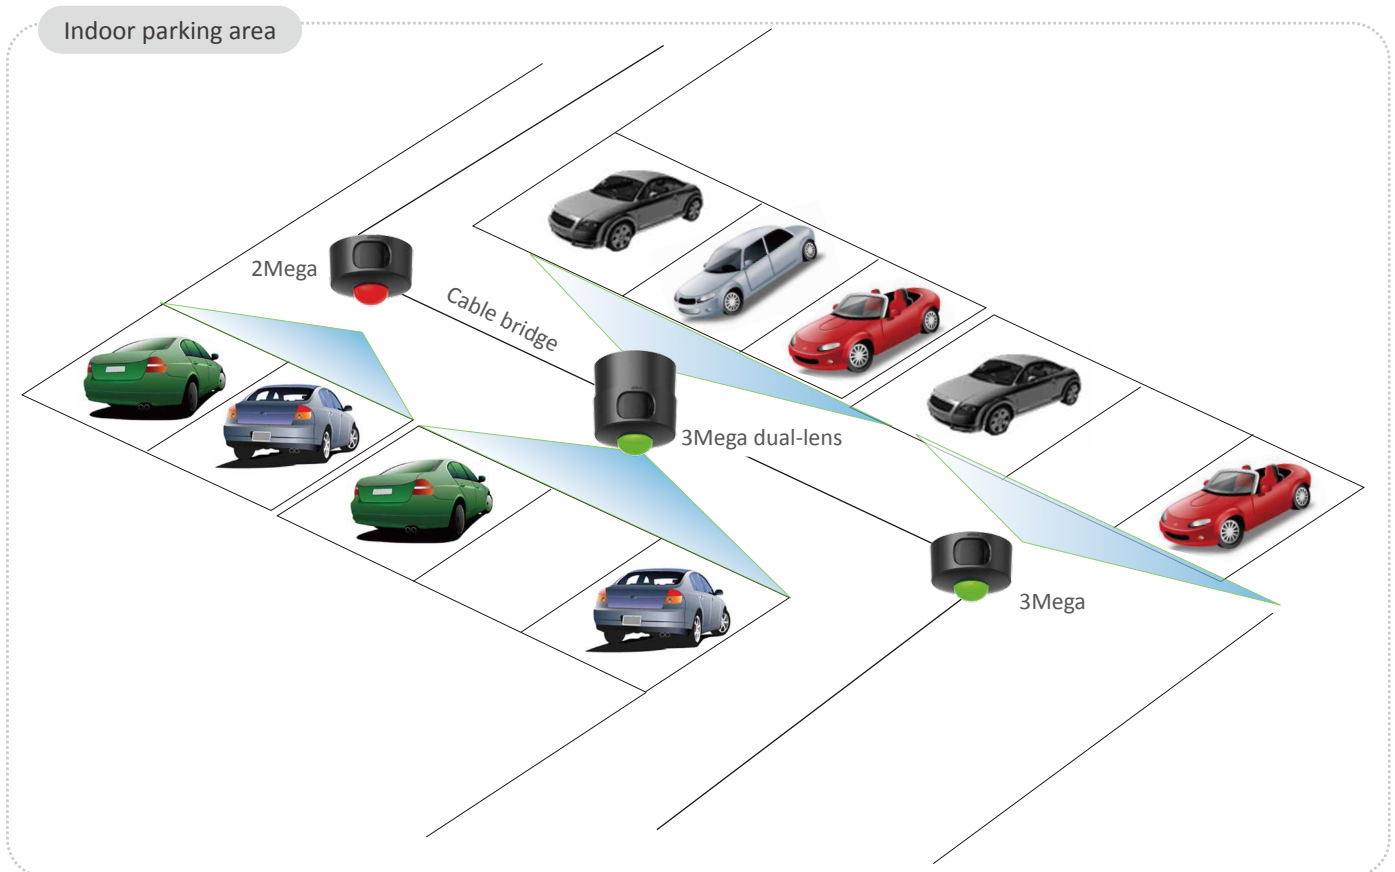 Indoor parking area
2Mega
Cable bridge
3Mega dual-lens
3Mega